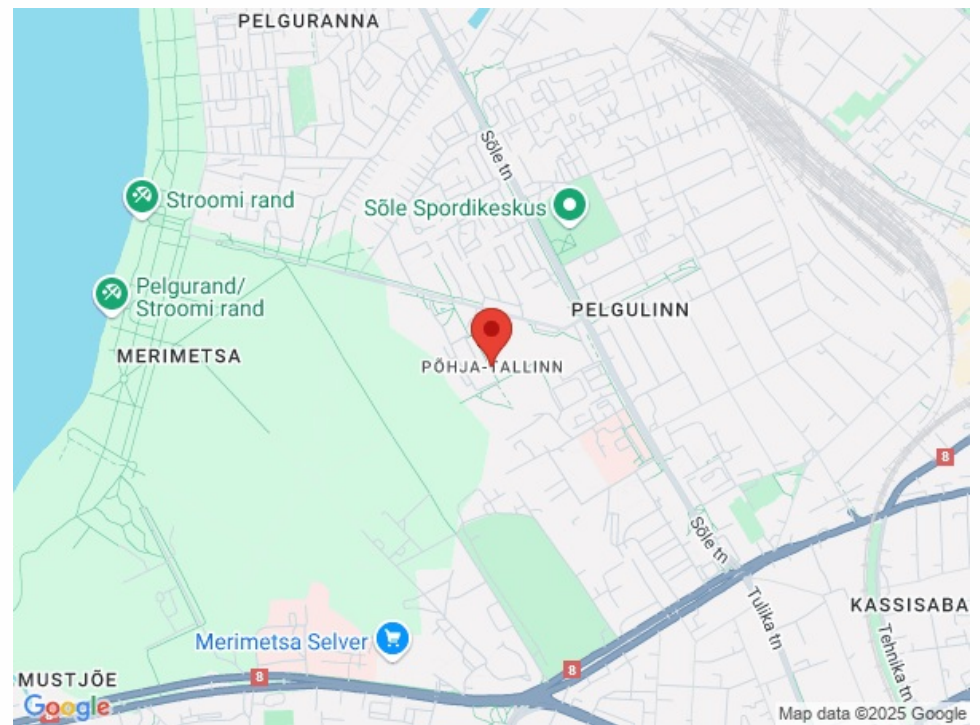 PELGURANNA
Sõle tn
Stroomi rand
Sõle Spordikeskus
Pelgurand/
Stroomi rand
PELGULINN
MERIMETSA
PÕHJA-TALLINN
8
Sõle tn
KASSISABA
Tulika tn
Tehnika tn
Merimetsa Selver
8
MUSTJÕE
8
8
Google
Map data ©2025 Google